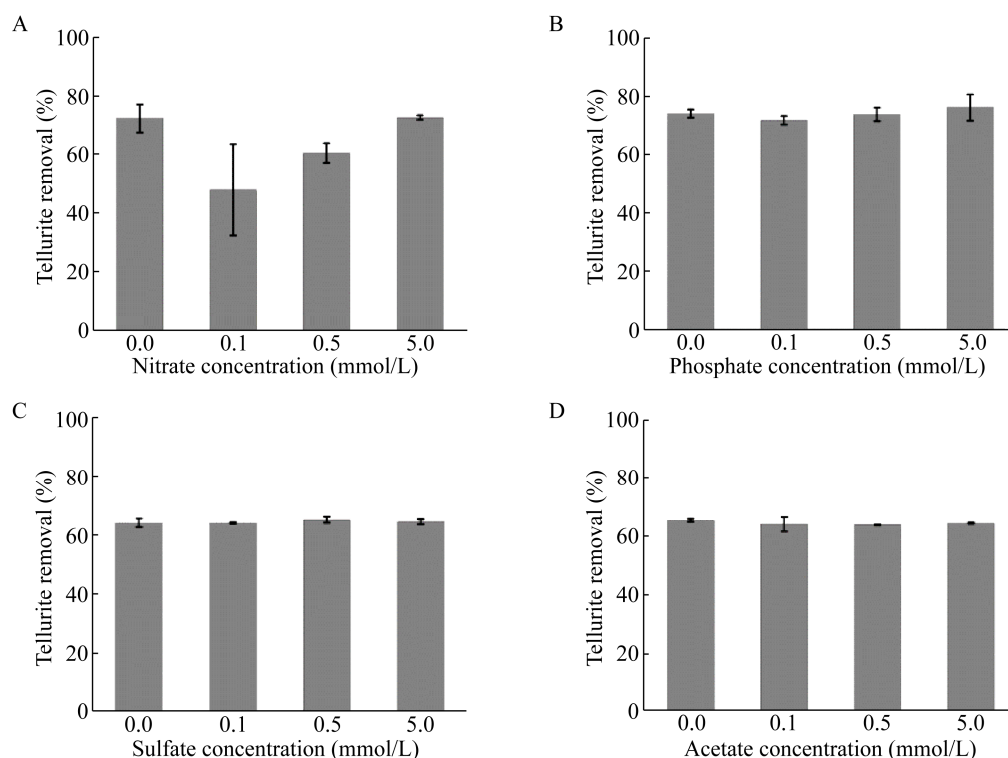 A
Tellurite removal (%)
100
80
60
40
20
0
0.0 0.1 0.5 5.0
Nitrate concentration (mmol/L)
B
Tellurite removal (%)
100
80
60
40
20
0
0.0 0.1 0.5 5.0
Phosphate concentration (mmol/L)
C
Tellurite removal (%)
100
80
60
40
20
0
0.0 0.1 0.5 5.0
Sulfate concentration (mmol/L)
D
Tellurite removal (%)
100
80
60
40
20
0
0.0 0.1 0.5 5.0
Acetate concentration (mmol/L)